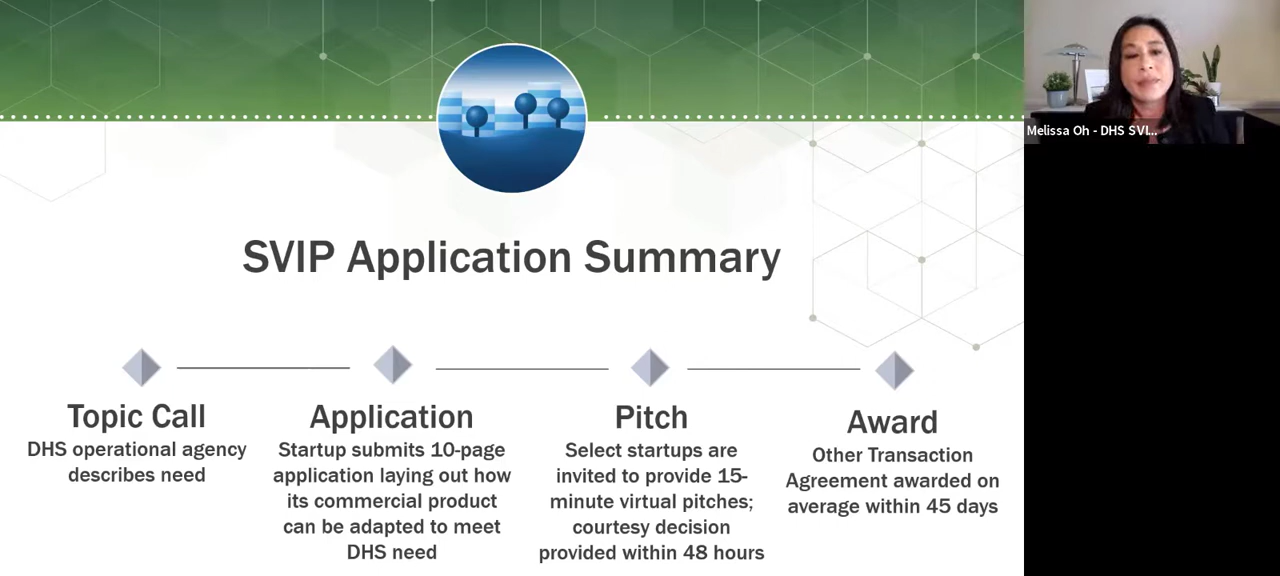 Melissa Oh - DHS SVI...
SVIP Application Summary
Topic Call
DHS operational agency
describes need
Application
Startup submits 10-page
application laying out how
its commercial product
can be adapted to meet
DHS need
Pitch
Select startups are
invited to provide 15-
minute virtual pitches;
courtesy decision
provided within 48 hours
Award
Other Transaction
Agreement awarded on
average within 45 days